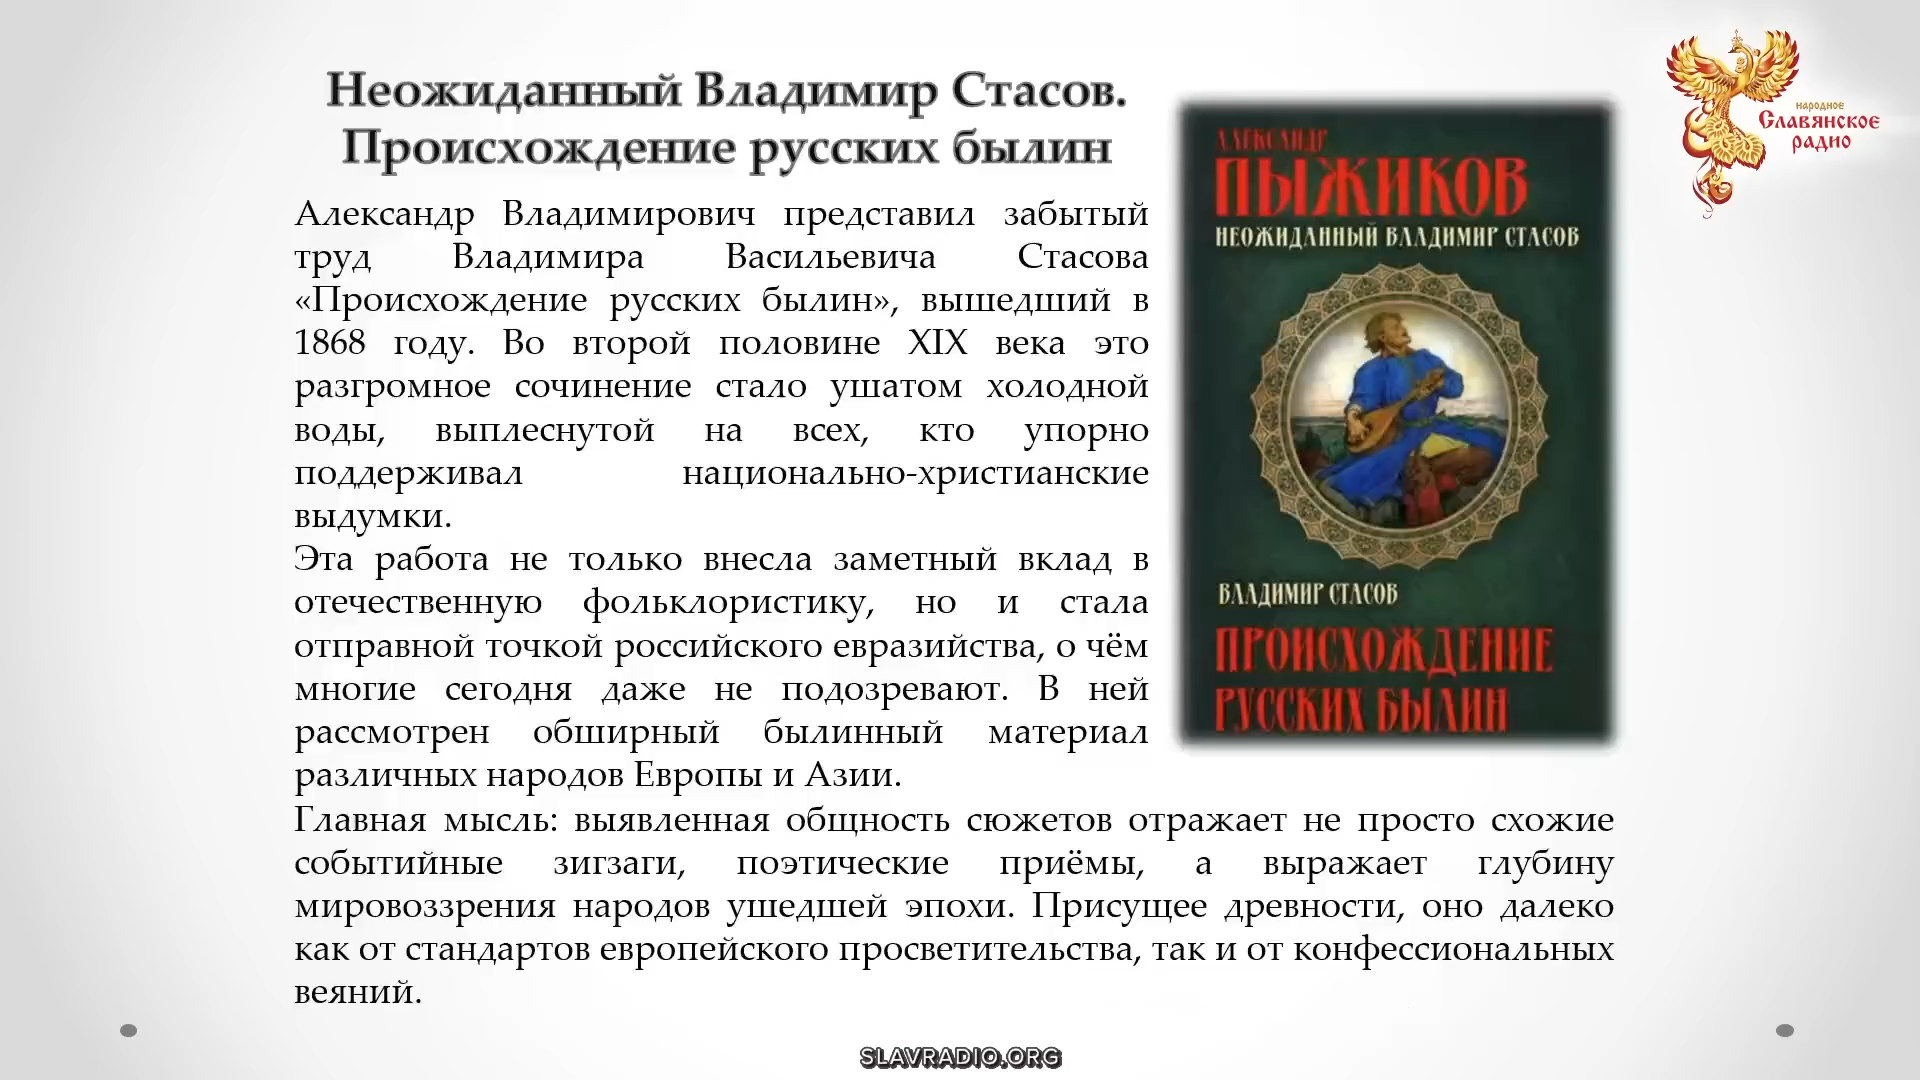 Неожиданный Владимир Стасов.
Происхождение русских былин
Александр Владимирович представил забытый
труд Владимира Васильевича Стасова
«Происхождение русских былин», вышедший в
1868 году. Во второй половине XIX века это
разгромное сочинение стало ушатом холодной
воды, выплеснутой на всех, кто упорно
поддерживал национально-христианские
выдумки.
Эта работа не только внесла заметный вклад в
отечественную фольклористику, но и стала
отправной точкой российского евразийства, о чём
многие сегодня даже не подозревают. В ней
рассмотрен обширный былинный материал
различных народов Европы и Азии.
Главная мысль: выявленная общность сюжетов отражает не просто схожие
событийные зигзаги, поэтические приёмы, а выражает глубину
мировоззрения народов ушедшей эпохи. Присущее древности, оно далеко
как от стандартов европейского просветительства, так и от конфессиональных
веяний.
АЛЕКСАНДР
ПЫЖИКОВ
НЕОЖИДАННЫЙ ВЛАДИМИР СТАСОВ
ВЛАДИМИР СТАСОВ
ПРОИСХОЖДЕНИЕ
РУССКИХ БЫЛИН
народное
Славянское
радио
SLAVRADIO.ORG